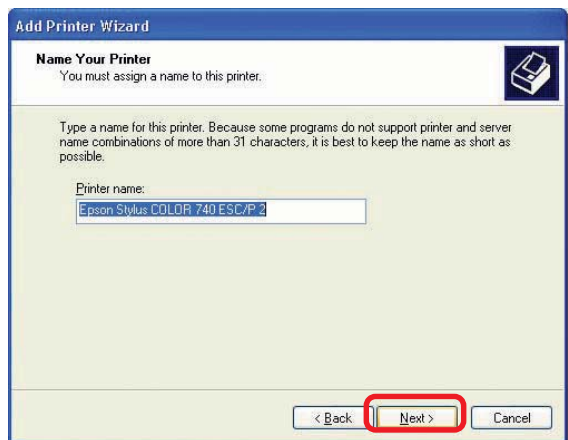 Add Printer Wizard
Name Your Printer
You must assign a name to this printer.
Type a name for this printer. Because some programs do not support printer and server
name combinations of more than 31 characters, it is best to keep the name as short as
possible.
Printer name:
Epson Stylus COLOR 740 ESC/P 2
< Back Next > Cancel